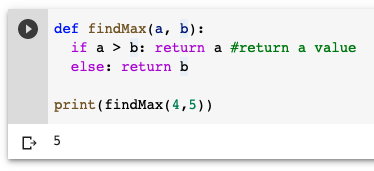 def findMax(a, b):
  if a > b: return a #return a value
  else: return b
print(findMax(4,5))
5